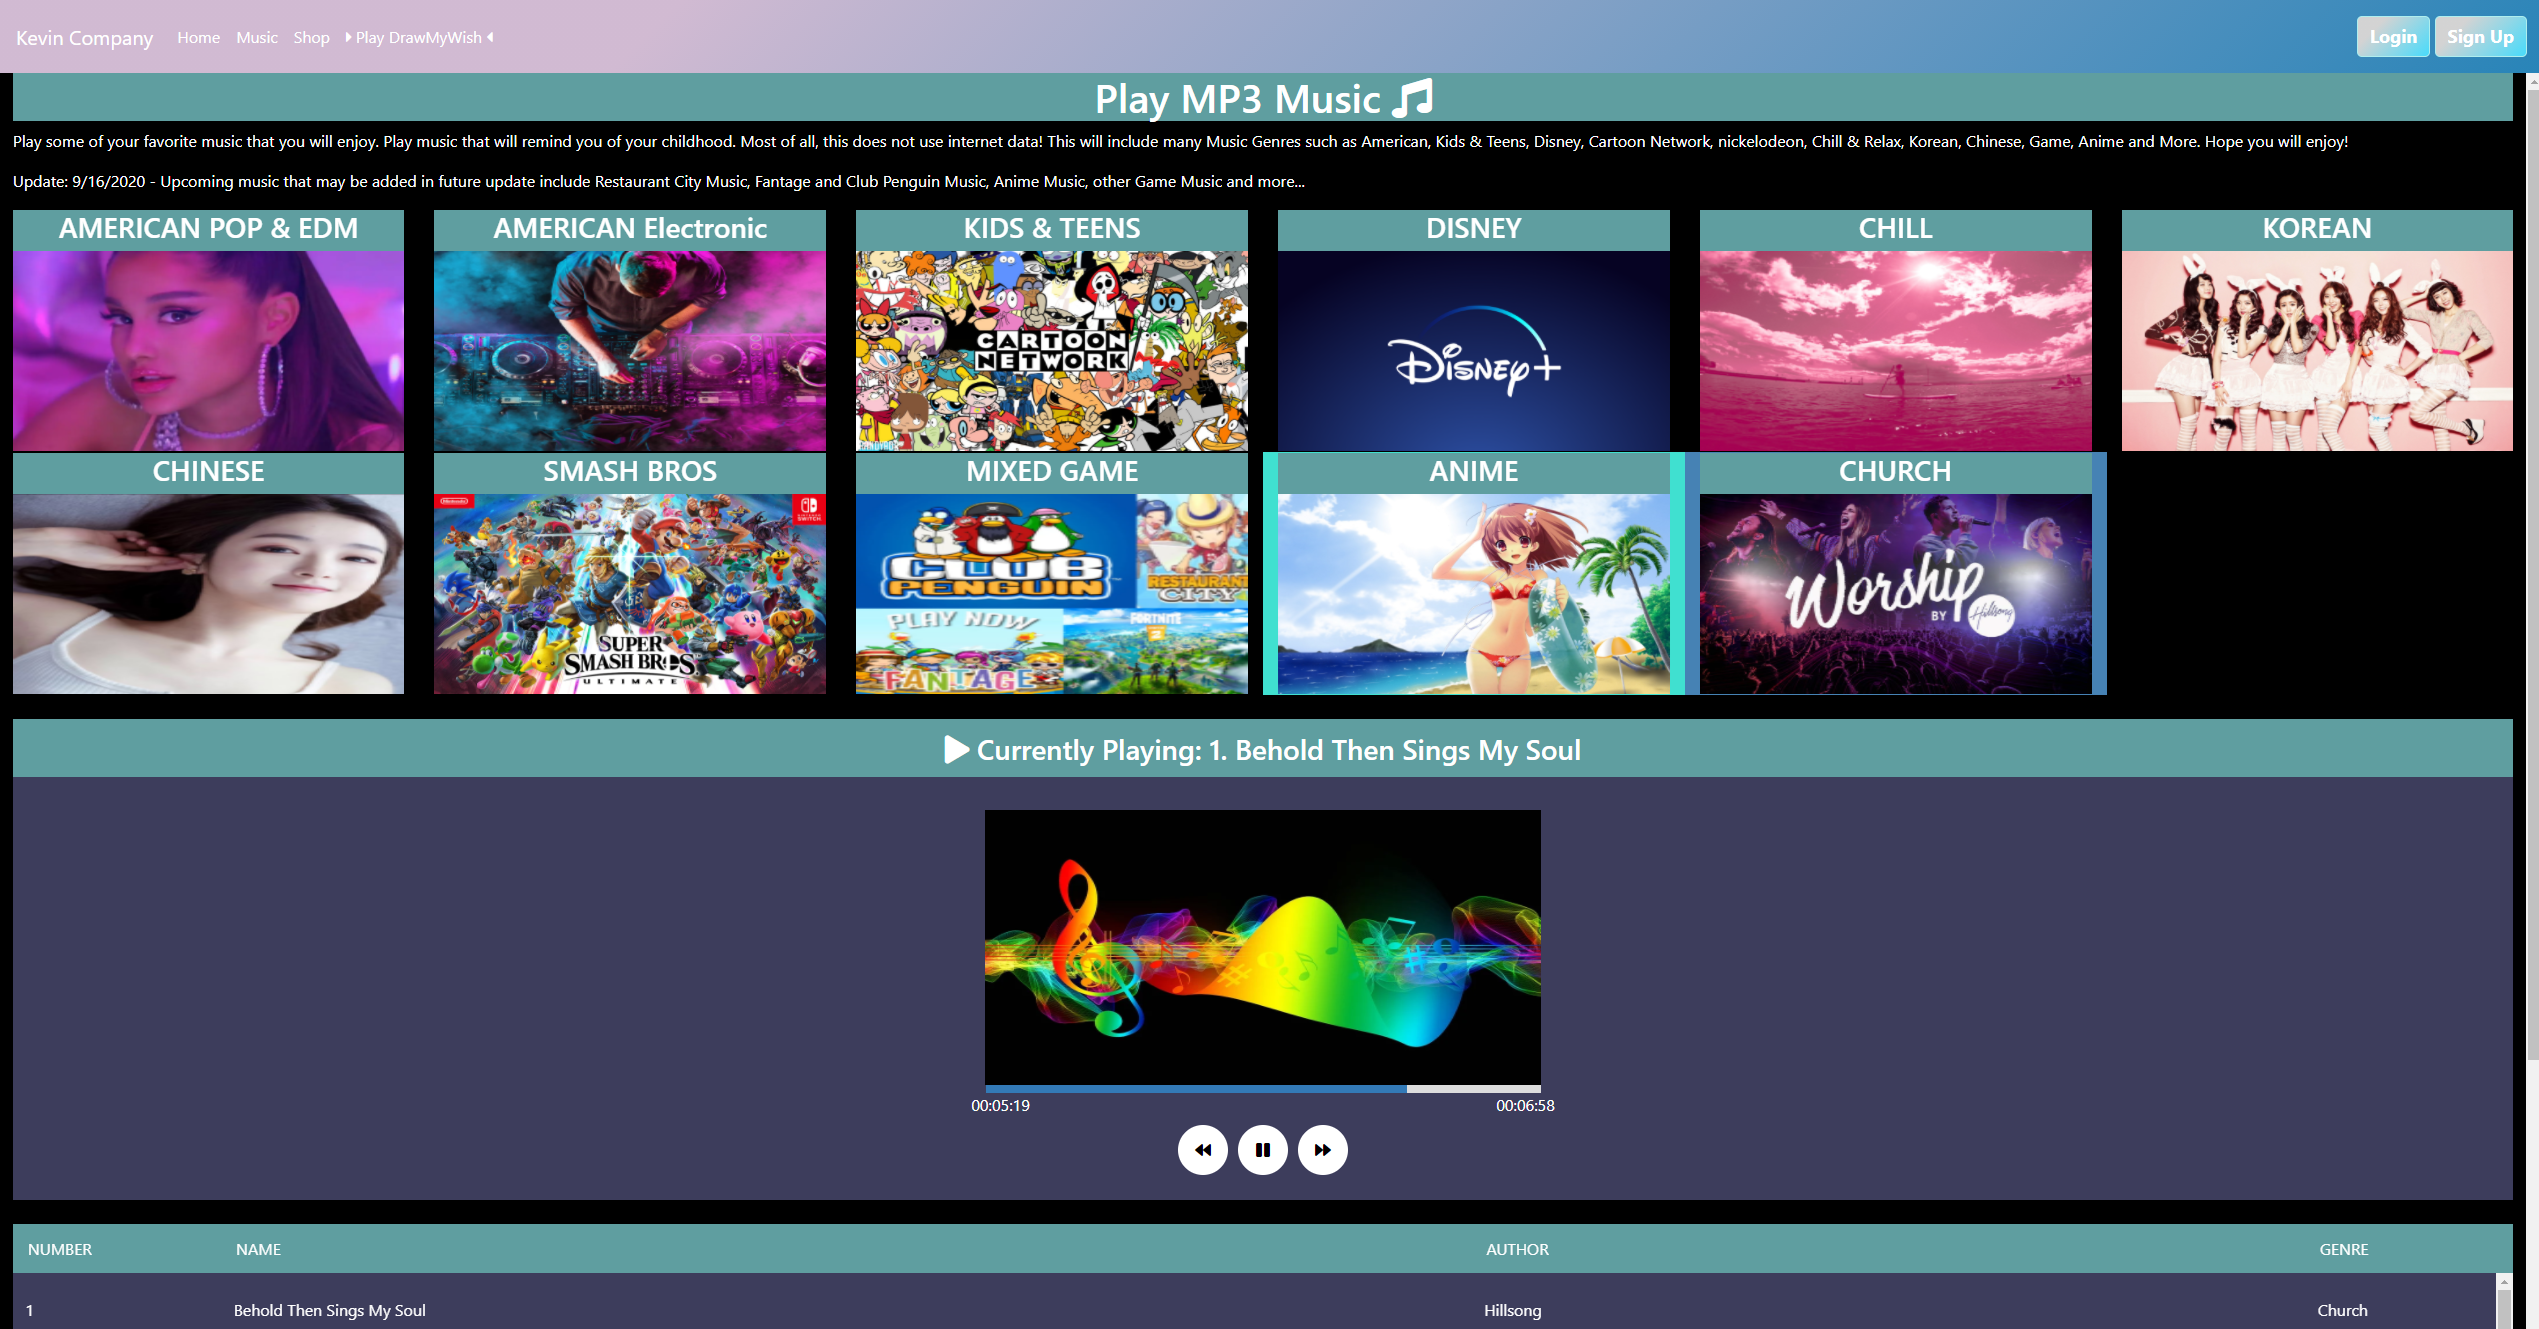 Kevin Company Home Music Shop Play DrawMyWish Login Sign Up
Play MP3 Music
Play some of your favorite music that you will enjoy. Play music that will remind you of your childhood. Most of all, this does not use internet data! This will include many Music Genres such as American, Kids & Teens, Disney, Cartoon Network, nickelodeon, Chill & Relax, Korean, Chinese, Game, Anime and More. Hope you will enjoy!
Update: 9/16/2020 - Upcoming music that may be added in future update include Restaurant City Music, Fantage and Club Penguin Music, Anime Music, other Game Music and more...
AMERICAN POP & EDM AMERICAN Electronic KIDS & TEENS DISNEY CHILL KOREAN
CARTOON
NETWORK
Disney+
CHINESE SMASH BROS MIXED GAME ANIME CHURCH
Nintendo
NINTENDO
SWITCH
SUPER
SMASH BROS
ULTIMATE
CLUB
PENGUIN
RESTAURANT
CITY
PLAY NOW
FANTAGE
FORTNITE
2
Worship
BY Hillsong
Currently Playing: 1. Behold Then Sings My Soul
00:05:19 00:06:58
NUMBER NAME AUTHOR GENRE
1 Behold Then Sings My Soul Hillsong Church